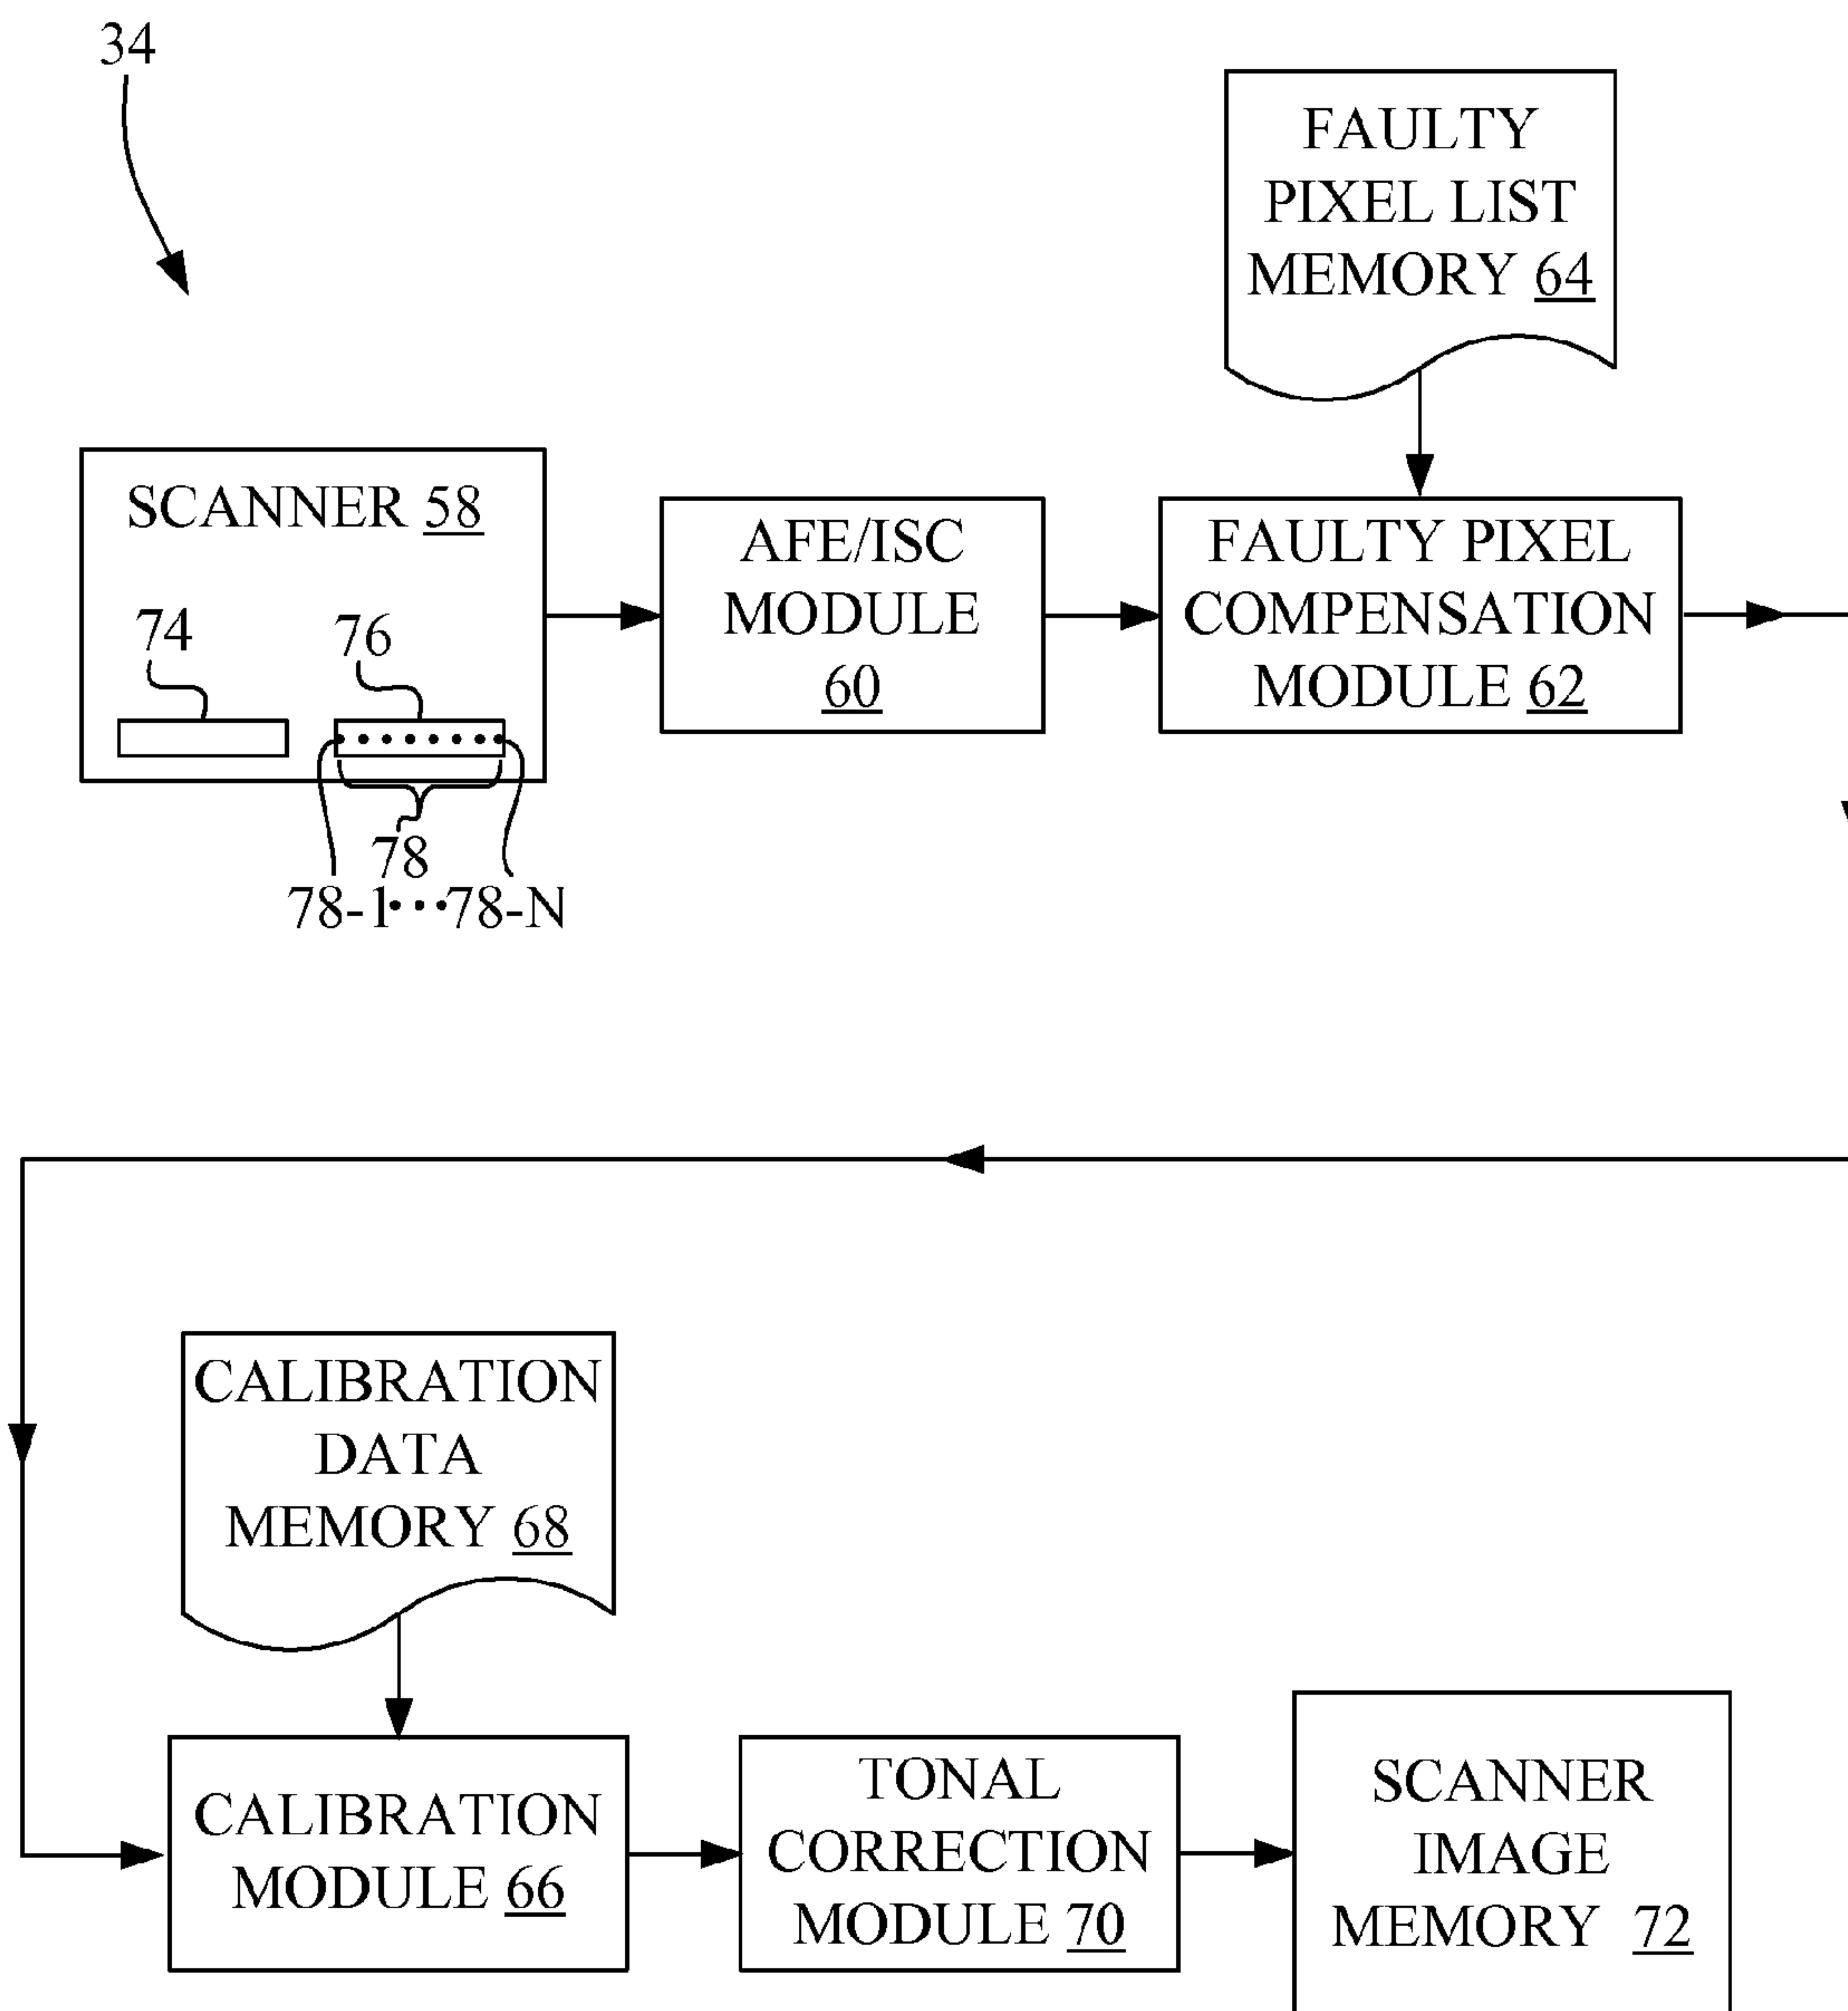 34
FAULTY
PIXEL LIST
MEMORY 64
SCANNER 58
74
76
78
78-1•••78-N
AFE/ISC
MODULE
60
FAULTY PIXEL
COMPENSATION
MODULE 62
CALIBRATION
DATA
MEMORY 68
CALIBRATION
MODULE 66
TONAL
CORRECTION
MODULE 70
SCANNER
IMAGE
MEMORY 72